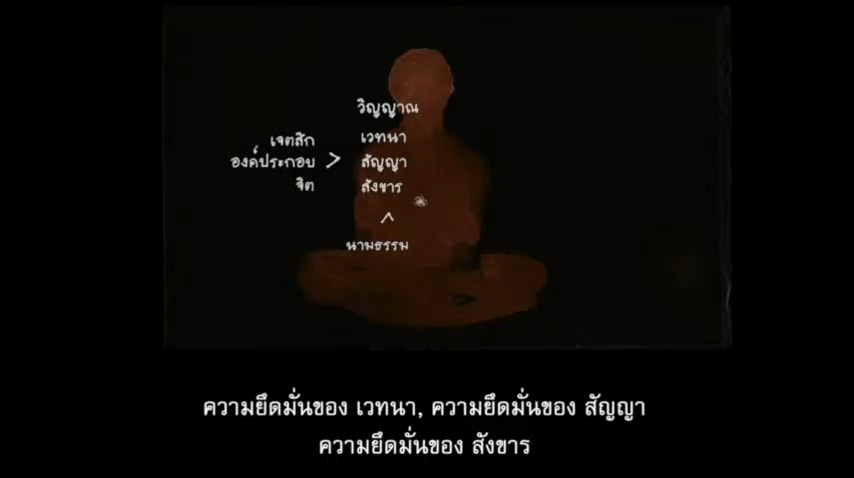 วิญญาณ
เวทนา
สัญญา
สังขาร
เจตสิก
องค์ประกอบ >
จิต
^
นามธรรม
ความยึดมั่นของ เวทนา, ความยึดมั่นของ สัญญา
ความยึดมั่นของ สังขาร